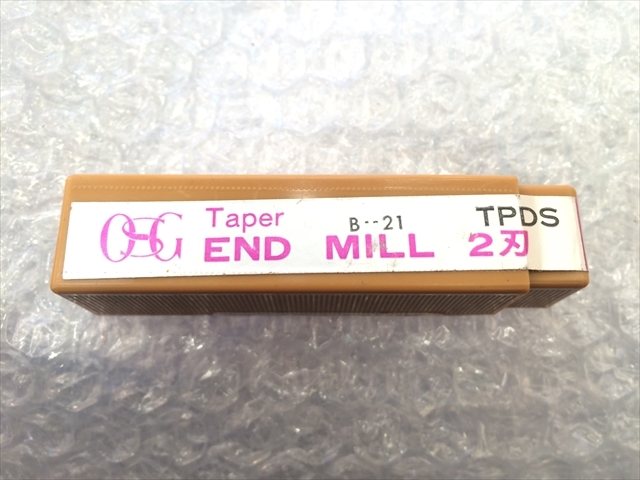 OSG Taper B--21 TPDS
END MILL 2刃